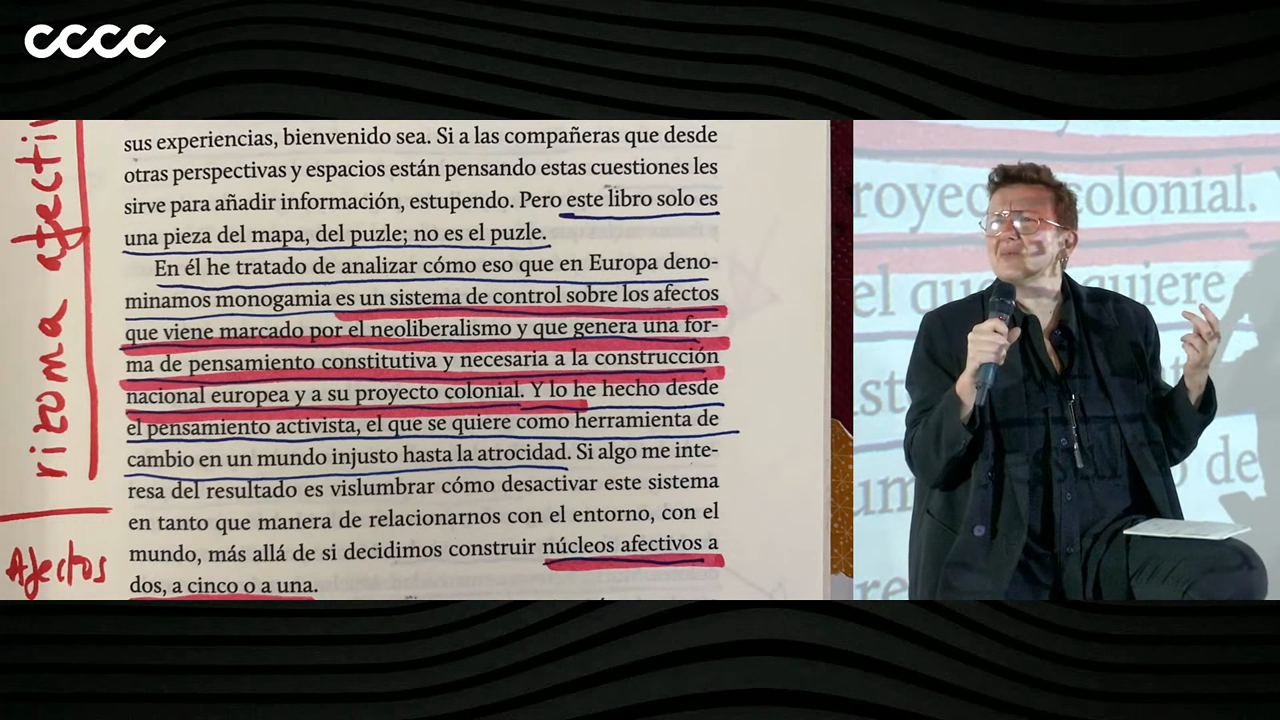 cccc
rizoma afecti
Afectos
sus experiencias, bienvenido sea. Si a las compañeras que desde
otras perspectivas y espacios están pensando estas cuestiones les
sirve para añadir información, estupendo. Pero este libro solo es
una pieza del mapa, del puzle; no es el puzle.
En él he tratado de analizar cómo eso que en Europa deno-
minamos monogamia es un sistema de control sobre los afectos
que viene marcado por el neoliberalismo y que genera una for-
ma de pensamiento constitutiva y necesaria a la construcción
nacional europea y a su proyecto colonial. Y lo he hecho desde
el pensamiento activista, el que se quiere como herramienta de
cambio en un mundo injusto hasta la atrocidad. Si algo me inte-
resa del resultado es vislumbrar cómo desactivar este sistema
en tanto que manera de relacionarnos con el entorno, con el
mundo, más allá de si decidimos construir núcleos afectivos a
dos, a cinco o a una.
royec colonial.
el qu quiere
st
um o de
re